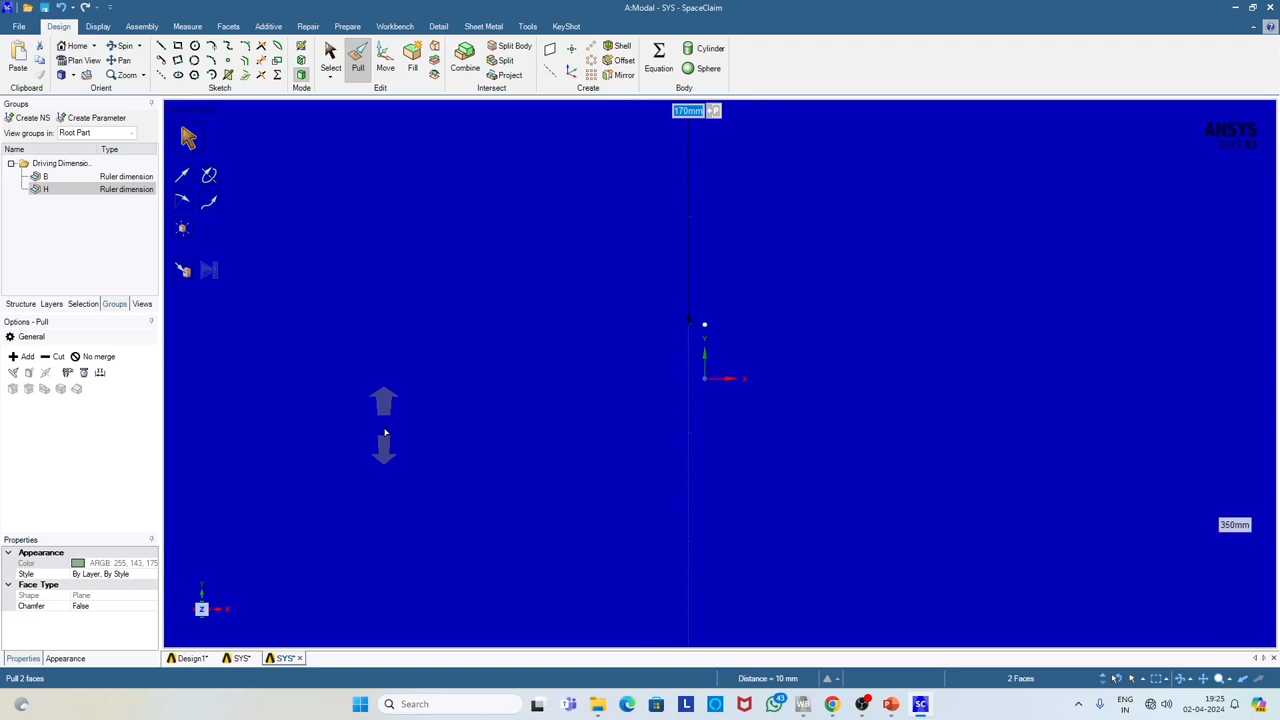 A:Modal - SYS - SpaceClaim
File Design Display Assembly Measure Facets Additive Repair Prepare Workbench Detail Sheet Metal Tools KeyShot
Paste
Clipboard
Home Spin
Plan View Pan
Zoom
Orient
Sketch
Mode
Select Pull Move Fill
Edit
Combine
Split Body
Split
Project
Intersect
Shell
Offset
Mirror
Create
Equation
Cylinder
Sphere
Body
Groups
Create NS Create Parameter
View groups in: Root Part
Name Type
Driving Dimensio...
B Ruler dimension
H Ruler dimension
Structure Layers Selection Groups Views
Options - Pull
General
Add Cut No merge
Properties
Appearance
Color ARGB: 255, 143, 175
Style By Layer, By Style
Face Type
Shape Plane
Chamfer False
Properties Appearance
170mm
P
ANSYS
Y
X
350mm
Y
Z X
Design1* SYS* SYS*
Pull 2 faces Distance = 10 mm 2 Faces
Search
43
WB
SC
ENG
IN
19:25
02-04-2024